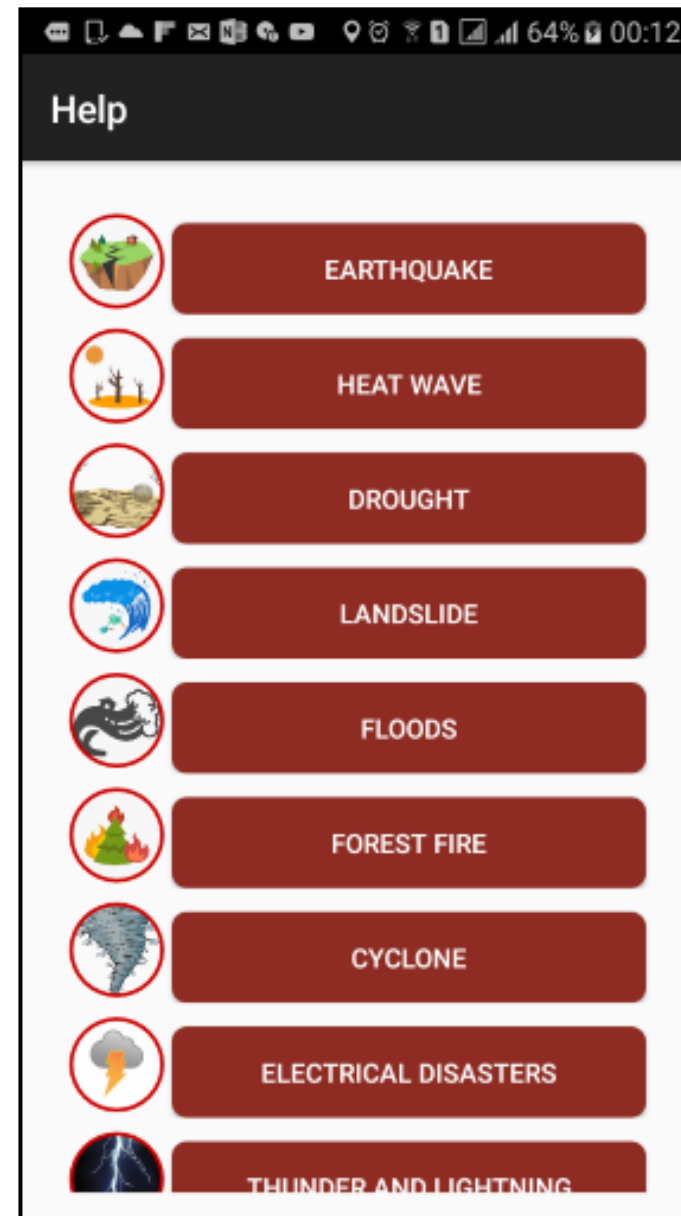 64% 00:12
Help
EARTHQUAKE
HEAT WAVE
DROUGHT
LANDSLIDE
FLOODS
FOREST FIRE
CYCLONE
ELECTRICAL DISASTERS
THUNDER AND LIGHTNING